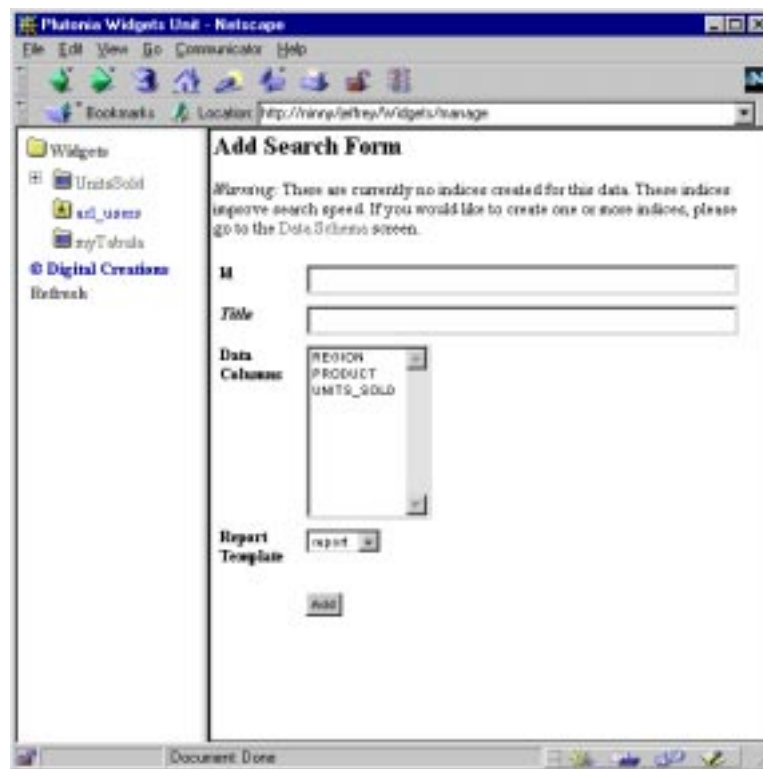 Plutonia Widgets Unit - Netscape
File Edit View Go Communicator Help
Bookmarks Location: http://ninny/jeffrey/Widgets/manage
Widgets
UnitsSold
acl_users
myTabula
© Digital Creations
Refresh
Add Search Form
Warning: There are currently no indices created for this data. These indices
improve search speed. If you would like to create one or more indices, please
go to the Data Schema screen.
Id
Title
Data
Columns
REGION
PRODUCT
UNITS_SOLD
Report
Template
report
Add
Document: Done